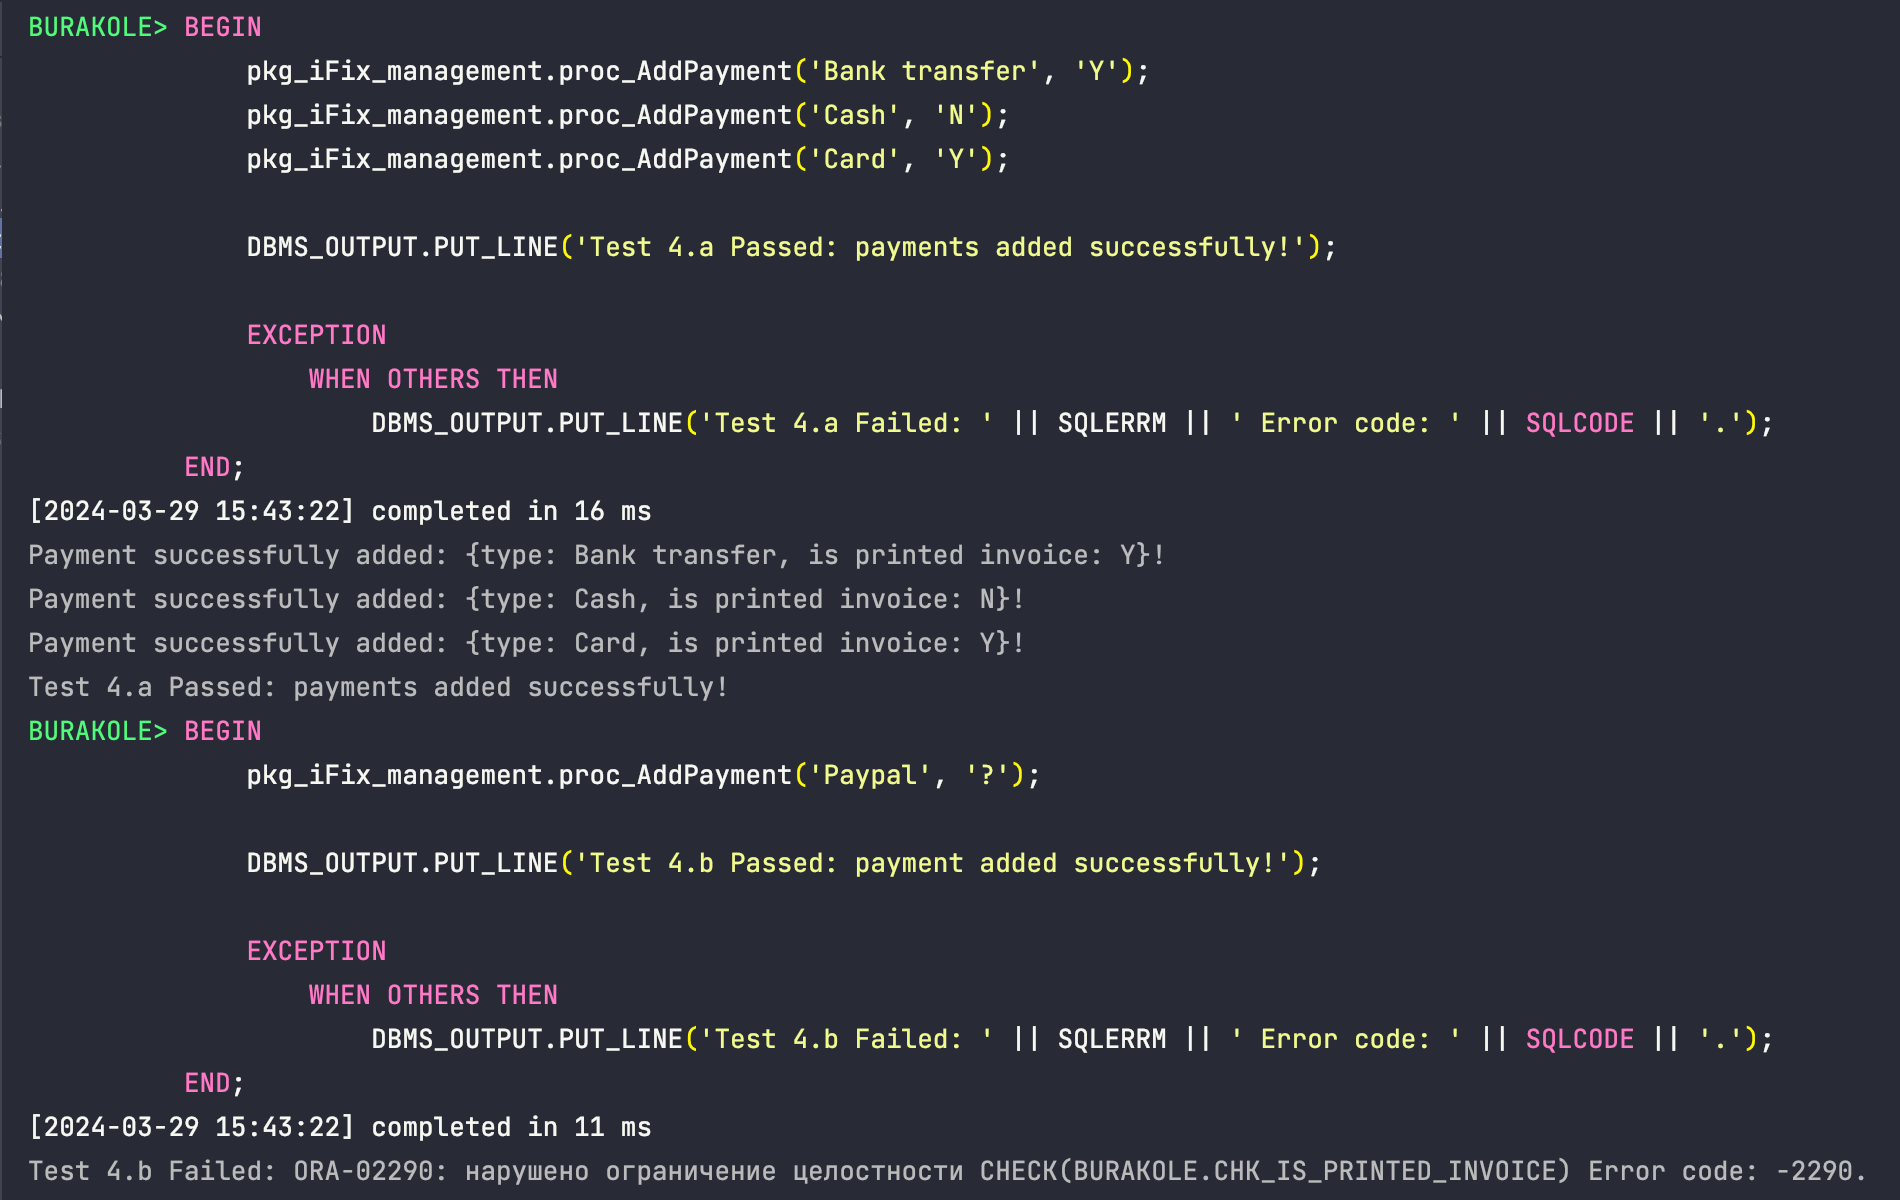 BURAKOLE> BEGIN
pkg_iFix_management.proc_AddPayment('Bank transfer', 'Y');
pkg_iFix_management.proc_AddPayment('Cash', 'N');
pkg_iFix_management.proc_AddPayment('Card', 'Y');
DBMS_OUTPUT.PUT_LINE('Test 4.a Passed: payments added successfully!');
EXCEPTION
WHEN OTHERS THEN
DBMS_OUTPUT.PUT_LINE('Test 4.a Failed: ' || SQLERRM || ' Error code: ' || SQLCODE || '.');
END;
[2024-03-29 15:43:22] completed in 16 ms
Payment successfully added: {type: Bank transfer, is printed invoice: Y}!
Payment successfully added: {type: Cash, is printed invoice: N}!
Payment successfully added: {type: Card, is printed invoice: Y}!
Test 4.a Passed: payments added successfully!
BURAKOLE> BEGIN
pkg_iFix_management.proc_AddPayment('Paypal', '?');
DBMS_OUTPUT.PUT_LINE('Test 4.b Passed: payment added successfully!');
EXCEPTION
WHEN OTHERS THEN
DBMS_OUTPUT.PUT_LINE('Test 4.b Failed: ' || SQLERRM || ' Error code: ' || SQLCODE || '.');
END;
[2024-03-29 15:43:22] completed in 11 ms
Test 4.b Failed: ORA-02290: нарушено ограничение целостности CHECK(BURAKOLE.CHK_IS_PRINTED_INVOICE) Error code: -2290.